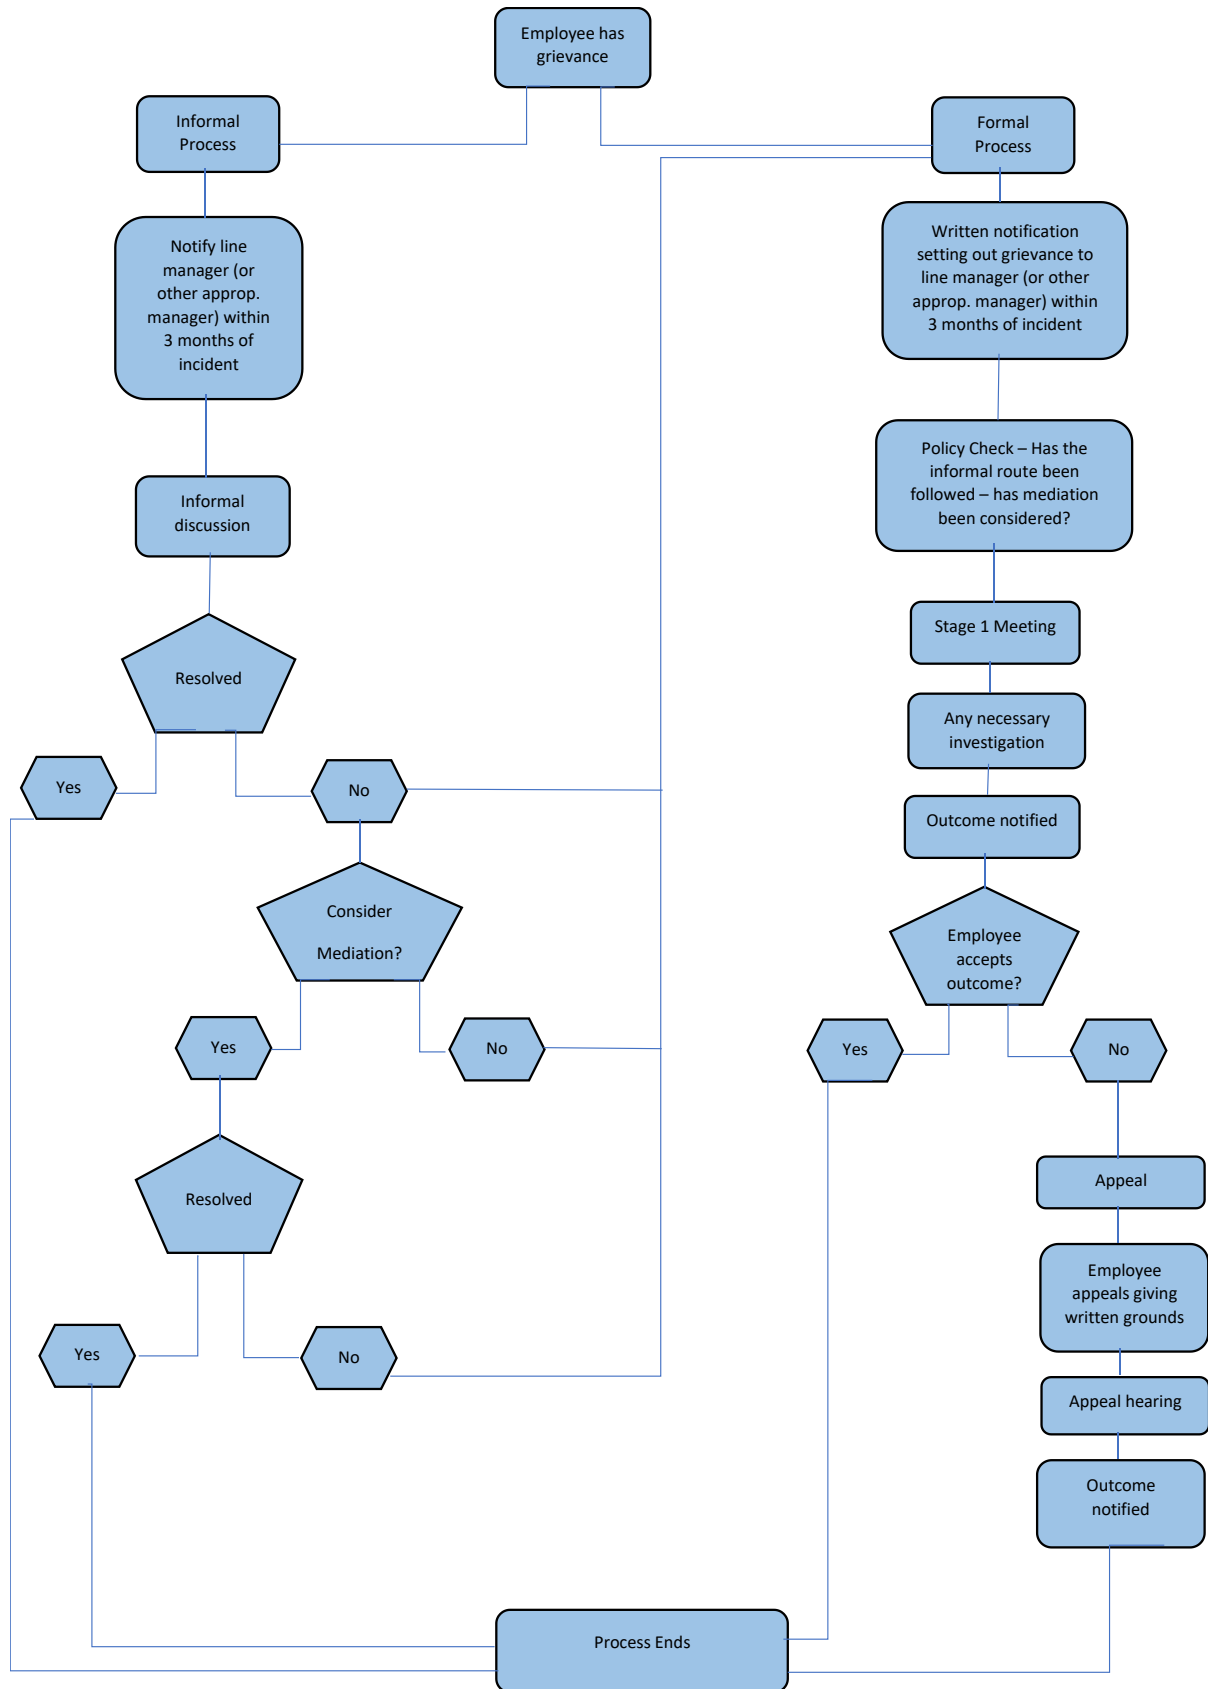 Employee has
grievance
Informal
Process
Formal
Process
Notify line
manager (or
other approp.
manager) within
3 months of
incident
Written notification
setting out grievance to
line manager (or other
approp. manager) within
3 months of incident
Policy Check – Has the
informal route been
followed – has mediation
been considered?
Informal
discussion
Stage 1 Meeting
Resolved
Any necessary
investigation
Yes
No
Outcome notified
Consider
Mediation?
Employee
accepts
outcome?
Yes
No
Yes
No
Resolved
Appeal
Employee
appeals giving
written grounds
Yes
No
Appeal hearing
Outcome
notified
Process Ends